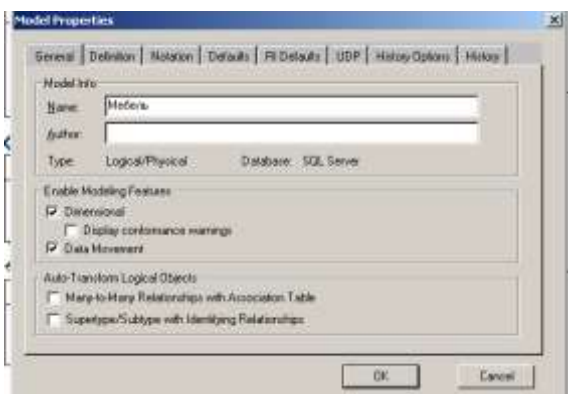 Model Properties
General Definition Notation Defaults RI Defaults UDP History Options History
Model Info
Name: Мебель
Author:
Type: Logical/Physical Database: SQL Server
Enable Modeling Features
Dimensional
Display conformance warnings
Data Movement
Auto-Transform Logical Objects
Many-to-Many Relationships with Association Table
Supertype/Subtype with Identifying Relationships
OK Cancel